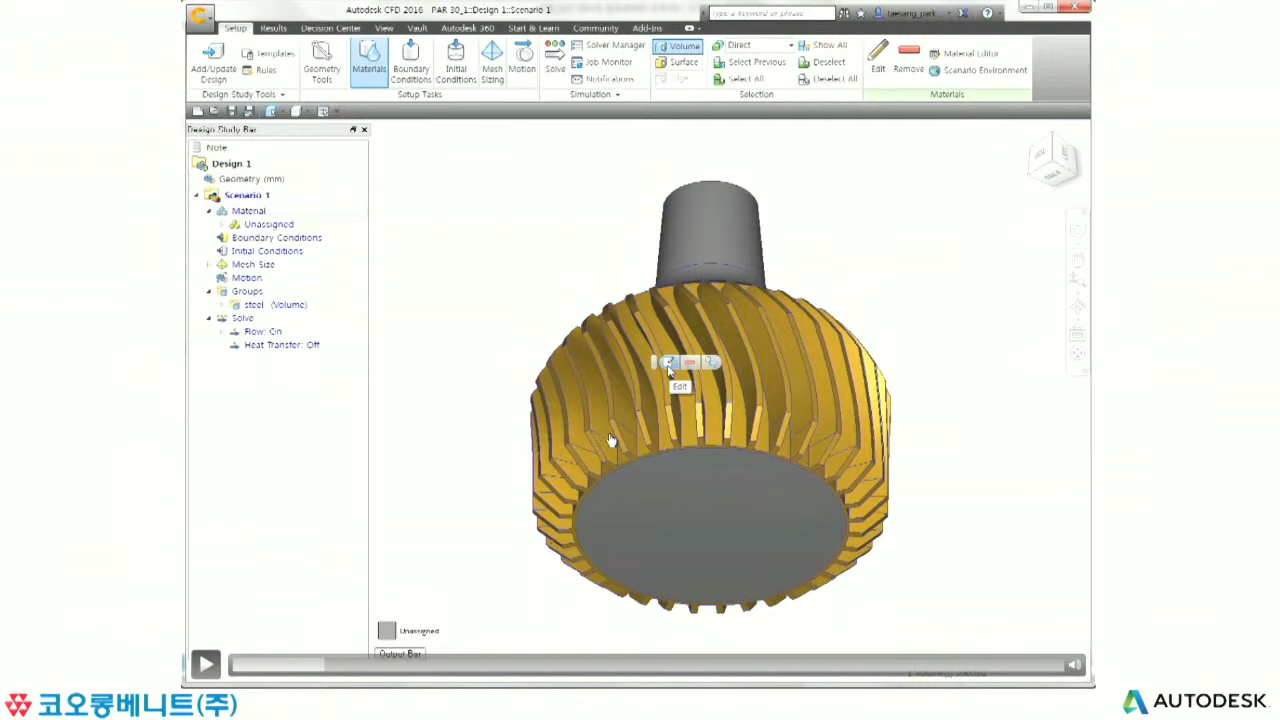 Autodesk CFD 2016 PAR 30_1::Design 1::Scenario 1
Type a keyword or phrase
taesang_park
Setup Results Decision Center View Vault Autodesk 360 Start & Learn Community Add-Ins
Add/Update Design
Templates
Rules
Geometry Tools
Materials
Boundary Conditions
Initial Conditions
Mesh Sizing
Motion
Solve
Solver Manager
Job Monitor
Notifications
Volume
Surface
Direct
Select Previous
Select All
Show All
Deselect
Deselect All
Edit
Remove
Material Editor
Scenario Environment
Design Study Tools
Setup Tasks
Simulation
Selection
Materials
Design Study Bar
Note
Design 1
Geometry (mm)
Scenario 1
Material
Unassigned
Boundary Conditions
Initial Conditions
Mesh Size
Motion
Groups
steel (Volume)
Solve
Flow: On
Heat Transfer: Off
Edit
Unassigned
Output Bar
코오롱베니트(주)
AUTODESK